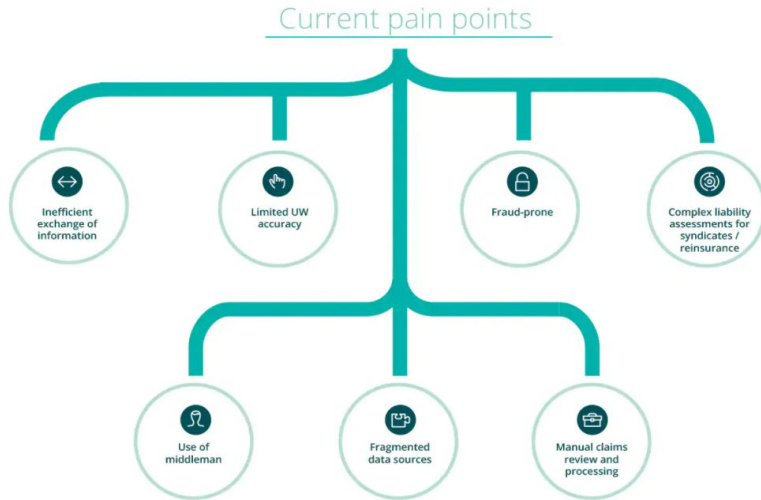 Current pain points
Inefficient
exchange of
information
Limited UW
accuracy
Fraud-prone
Complex liability
assessments for
syndicates /
reinsurance
Use of
middleman
Fragmented
data sources
Manual claims
review and
processing